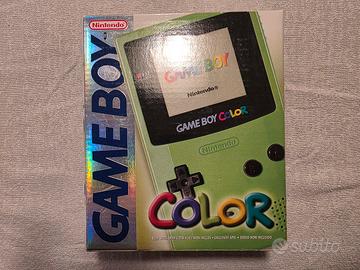 Nintendo®
GAME BOY
GAME BOY
Nintendo®
GAME BOY COLOR
Nintendo
COLOR
subito